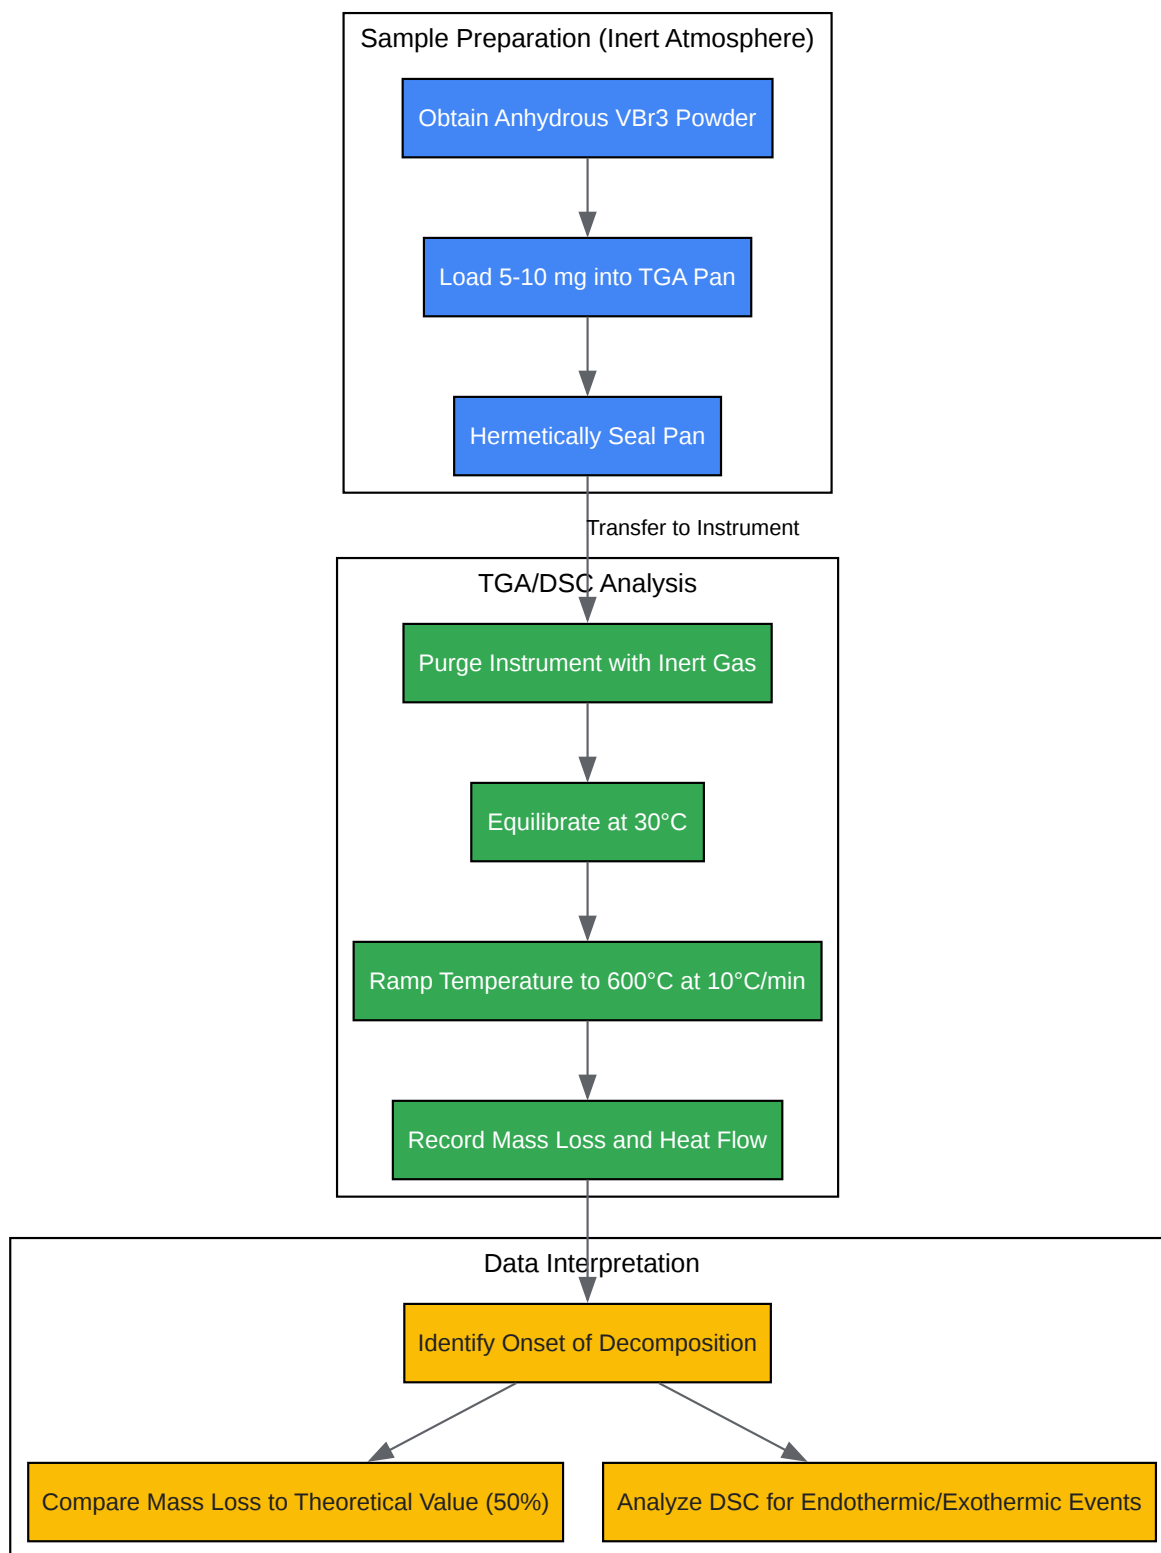 Sample Preparation (Inert Atmosphere)
Obtain Anhydrous VBr3 Powder
Load 5-10 mg into TGA Pan
Hermetically Seal Pan
Transfer to Instrument
TGA/DSC Analysis
Purge Instrument with Inert Gas
Equilibrate at 30°C
Ramp Temperature to 600°C at 10°C/min
Record Mass Loss and Heat Flow
Data Interpretation
Identify Onset of Decomposition
Compare Mass Loss to Theoretical Value (50%)
Analyze DSC for Endothermic/Exothermic Events